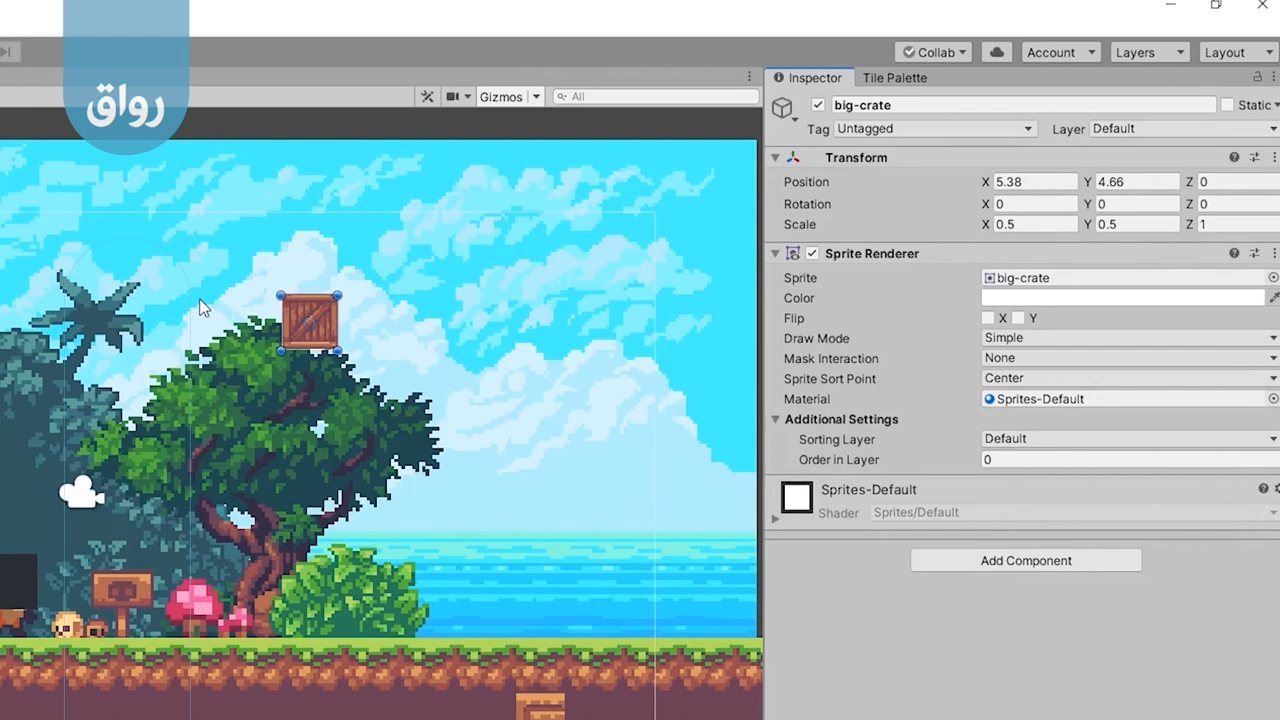 رواق
Collab
Account
Layers
Layout
Gizmos
All
Inspector
Tile Palette
big-crate
Static
Tag Untagged
Layer Default
Transform
Position X 5.38 Y 4.66 Z 0
Rotation X 0 Y 0 Z 0
Scale X 0.5 Y 0.5 Z 1
Sprite Renderer
Sprite big-crate
Color
Flip X Y
Draw Mode Simple
Mask Interaction None
Sprite Sort Point Center
Material Sprites-Default
Additional Settings
Sorting Layer Default
Order in Layer 0
Sprites-Default
Shader Sprites/Default
Add Component